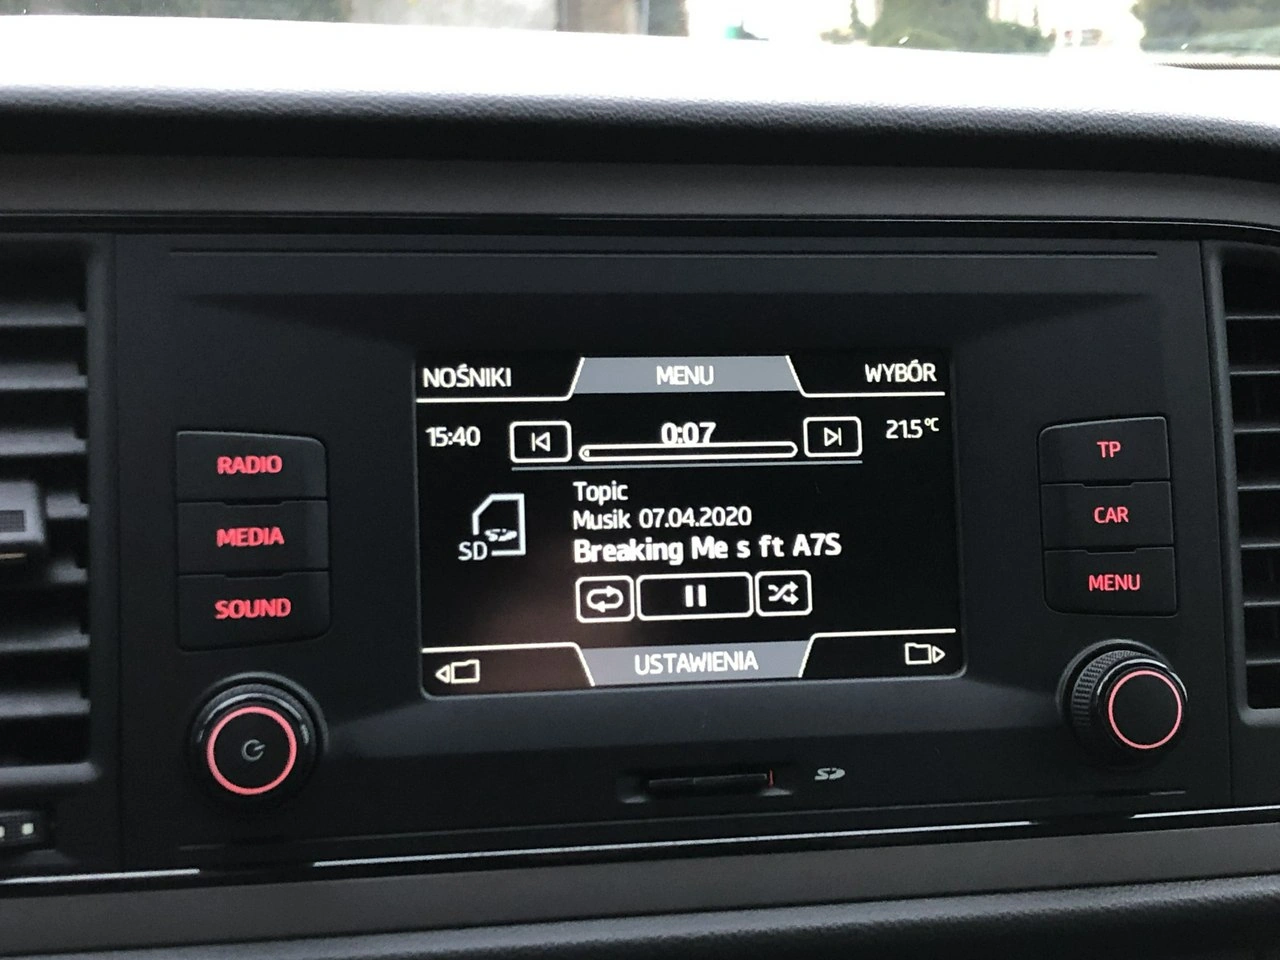 NOŚNIKI MENU WYBÓR
15:40 0:07 21.5°C
Topic
Musik 07.04.2020
SD Breaking Me s ft A7S
USTAWIENIA
RADIO
MEDIA
SOUND
TP
CAR
MENU
SD